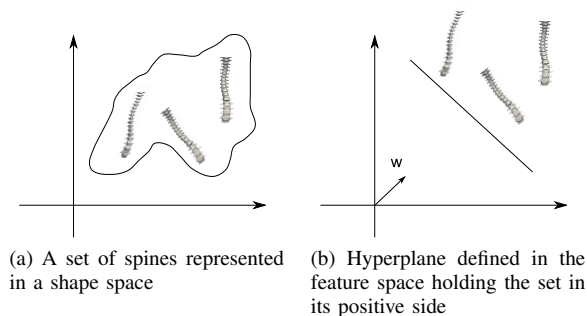 w
(a) A set of spines represented
in a shape space
(b) Hyperplane defined in the
feature space holding the set in
its positive side